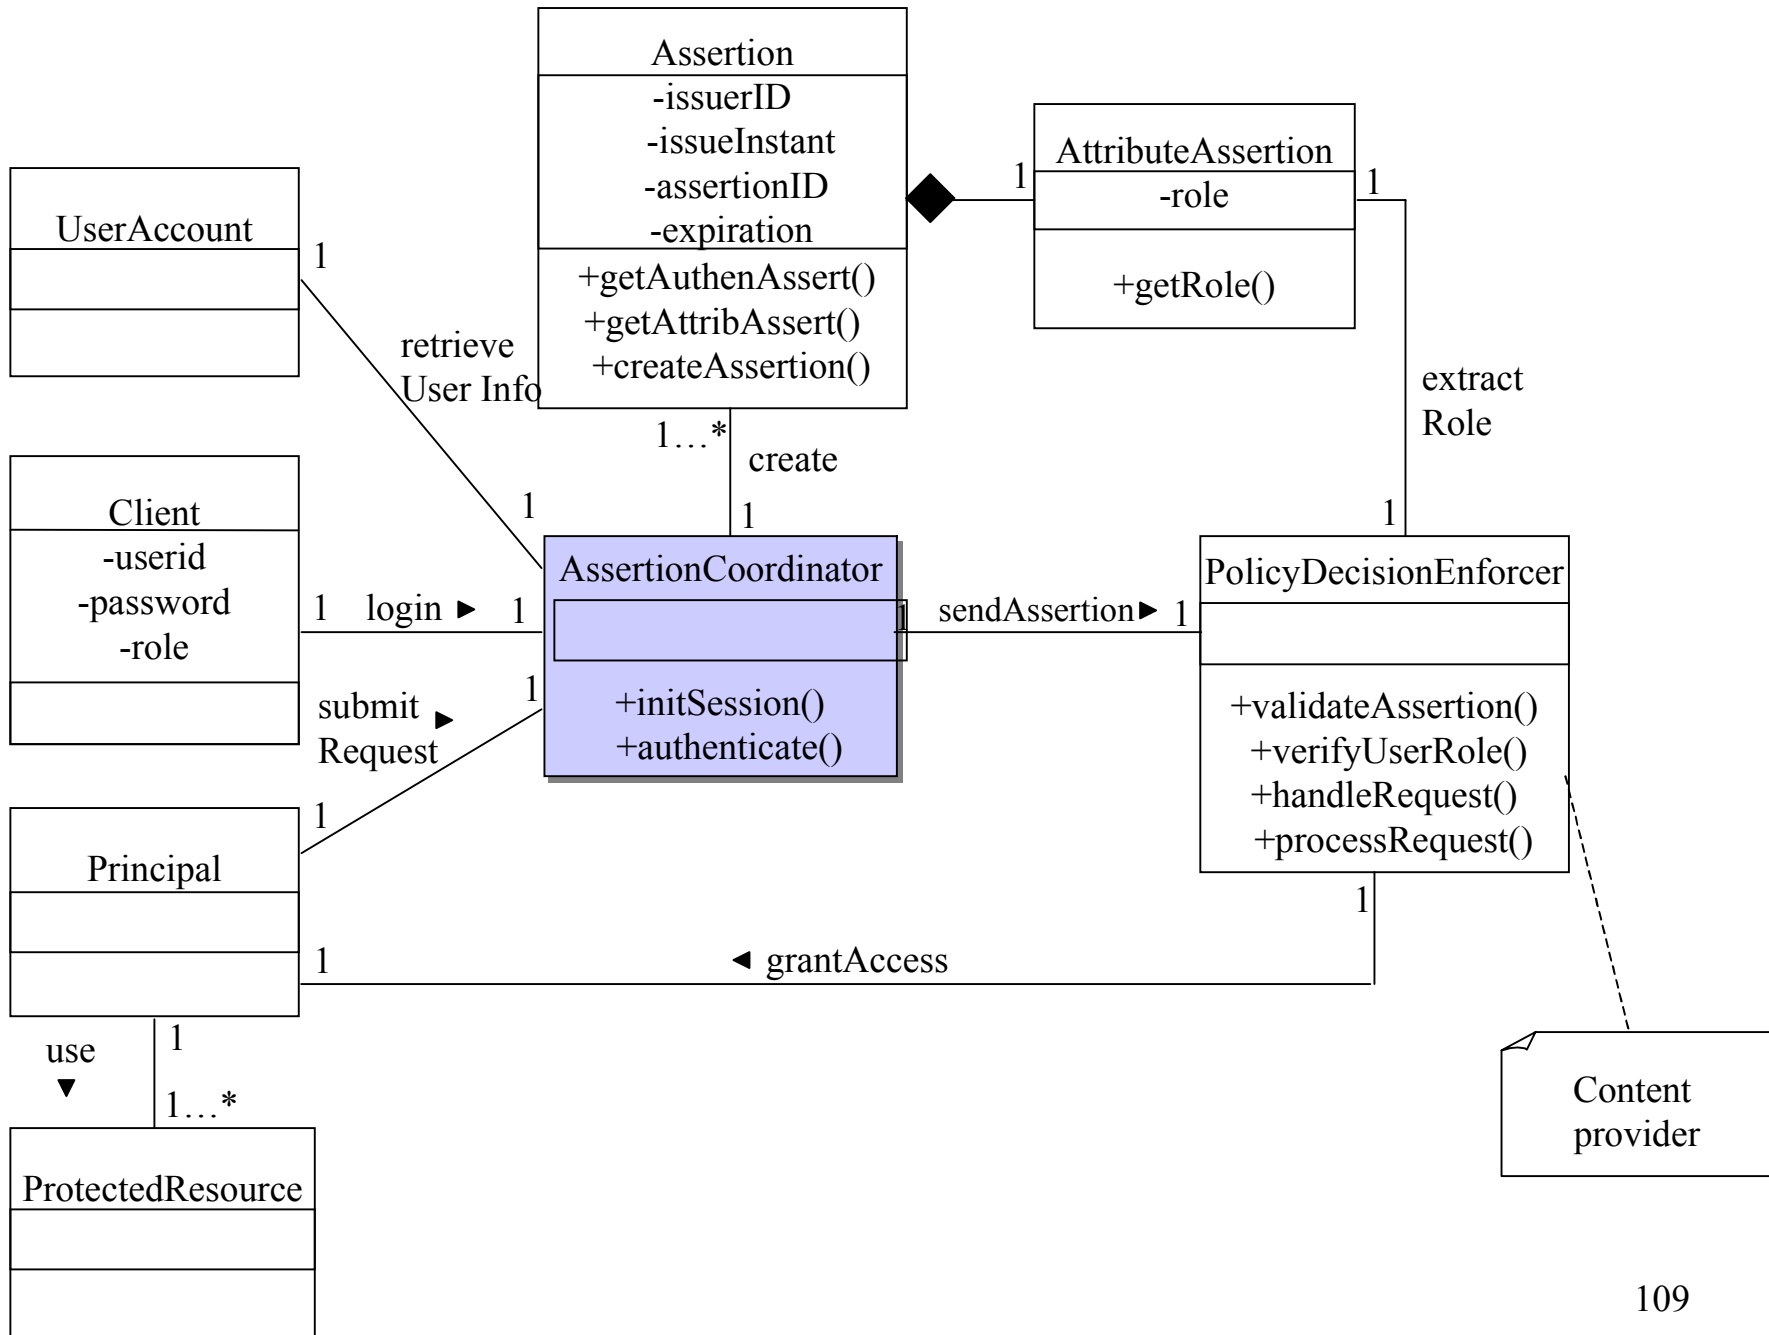 Assertion
-issuerID
-issueInstant
-assertionID
-expiration
+getAuthenAssert()
+getAttribAssert()
+createAssertion()
AttributeAssertion
-role
+getRole()
1
1
UserAccount
1
retrieve
User Info
extract
Role
1...*
create
1
1
1
Client
-userid
-password
-role
1
login ►
1
AssertionCoordinator
+initSession()
+authenticate()
1
sendAssertion►
1
PolicyDecisionEnforcer
+validateAssertion()
+verifyUserRole()
+handleRequest()
+processRequest()
submit ►
Request
1
1
Principal
1
1
◄ grantAccess
use
▼
1
1...*
ProtectedResource
Content
provider
109